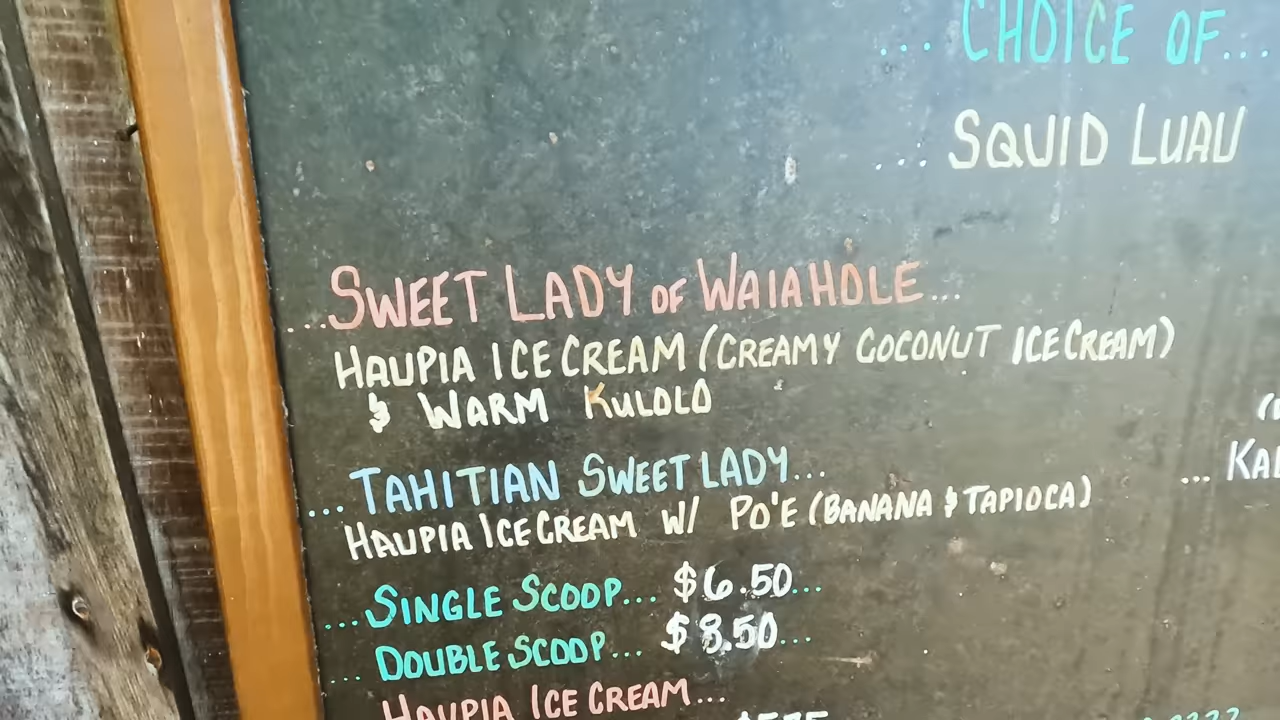 ... CHOICE OF...
... SQUID LUAU
...SWEET LADY OF WAIAHOLE...
HAUPIA ICE CREAM (CREAMY COCONUT ICE CREAM)
& WARM KULOLO
...TAHITIAN SWEET LADY...
HAUPIA ICE CREAM W/ PO'E (BANANA & TAPIOCA)
...SINGLE SCOOP... $6.50...
...DOUBLE SCOOP... $8.50...
HAUPIA ICE CREAM...